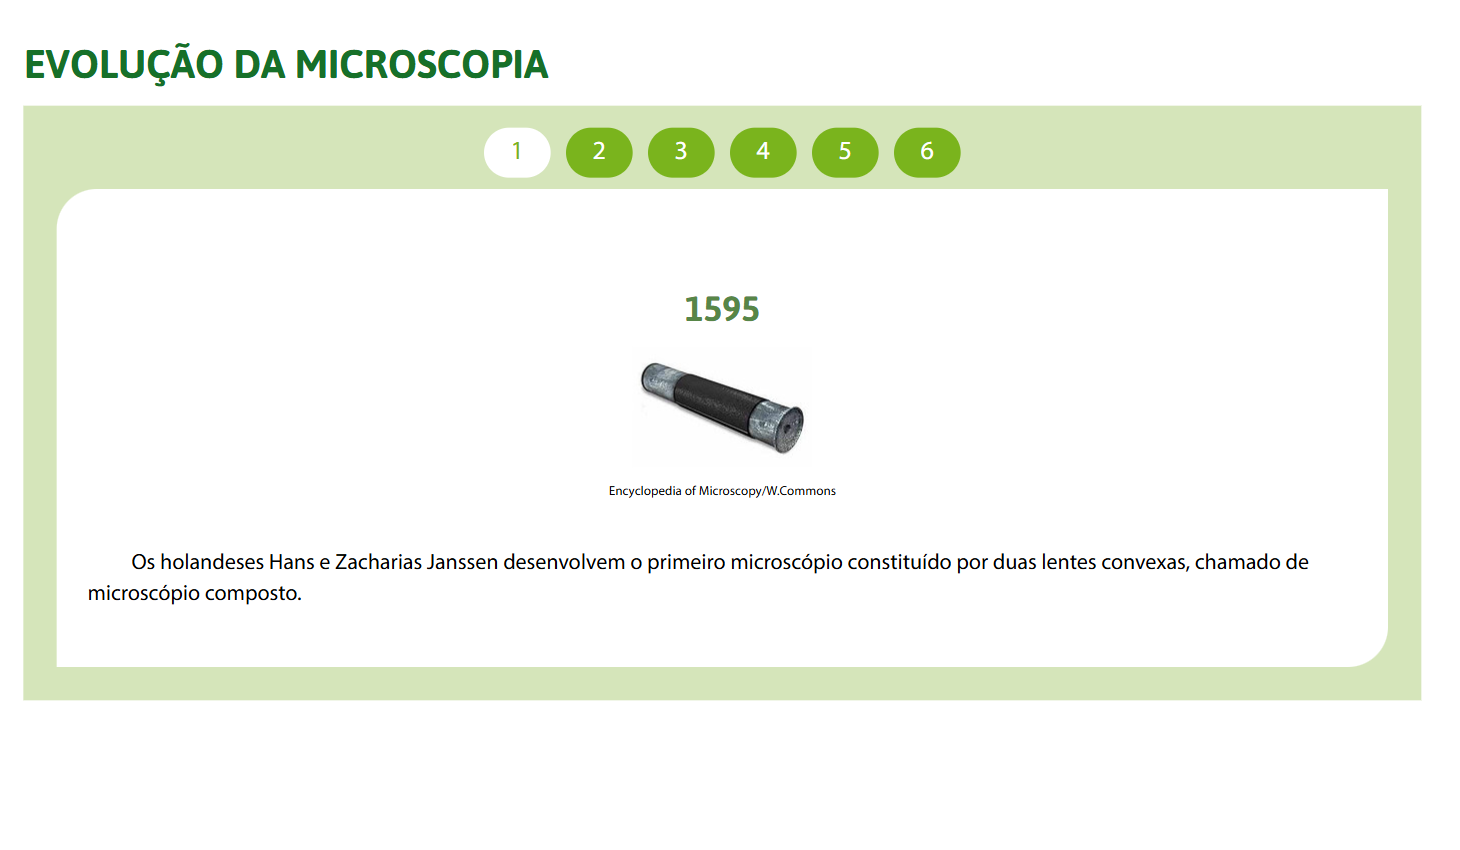 EVOLUÇÃO DA MICROSCOPIA
1 2 3 4 5 6
1595
Encyclopedia of Microscopy/W.Commons
Os holandeses Hans e Zacharias Janssen desenvolvem o primeiro microscópio constituído por duas lentes convexas, chamado de
microscópio composto.